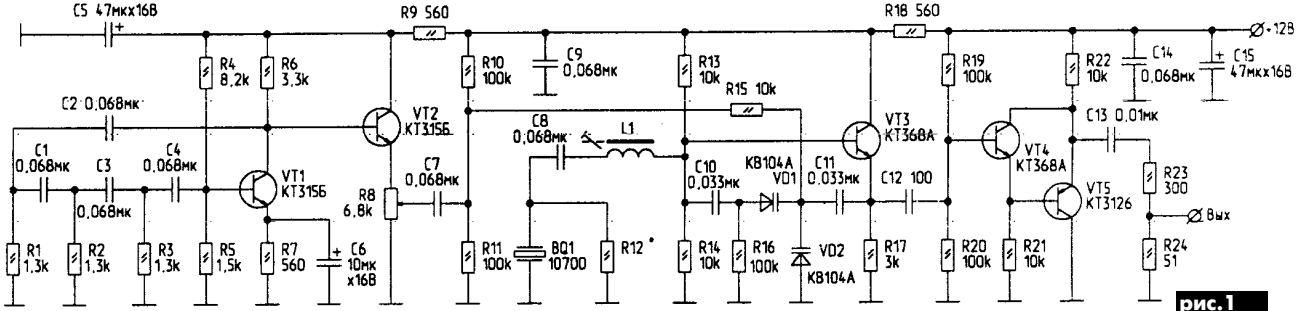 C5 47мкх16В
R9 560
R18 560
+12В
R4
8,2k
R6
3,3k
R10
100k
C9
0,068мк
R13
10k
R19
100k
R22
10k
C14
0,068мк
C15
47мкх16В
C2 0,068мк
VT2
КТ315Б
R15 10k
C8
0,068мк
L1
VT3
КТ368А
VT4
КТ368А
C13 0,01мк
C1
0,068мк
C3
0,068мк
C4
0,068мк
VT1
КТ315Б
R8
6,8k
C7
0,068мк
C10
0,033мк
КВ104А
VD1
C11
0,033мк
C12 100
VT5
КТ3126
R23
300
Вых
R1
1,3k
R2
1,3k
R3
1,3k
R5
1,5k
R7
560
C6
10мк
х16В
R11
100k
BQ1
10700
R12*
R14
10k
R16
100k
VD2
КВ104А
R17
3k
R20
100k
R21
10k
R24
51
рис.1